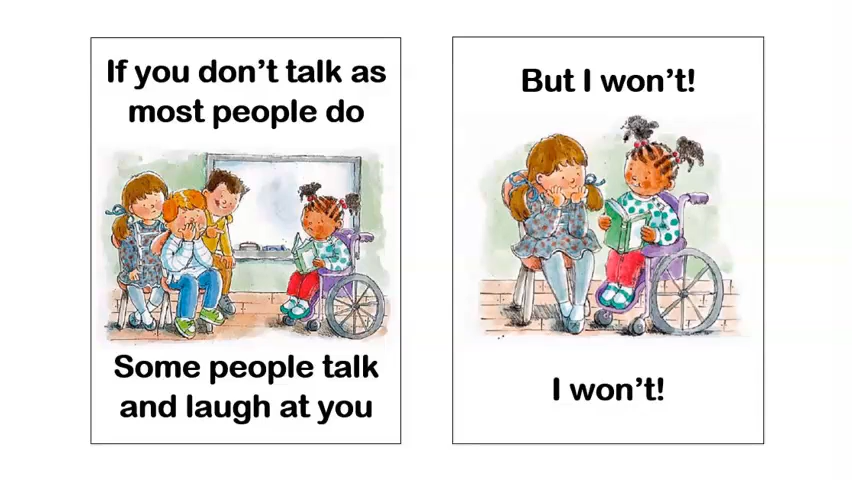 If you don't talk as
most people do
Some people talk
and laugh at you
But I won't!
I won't!